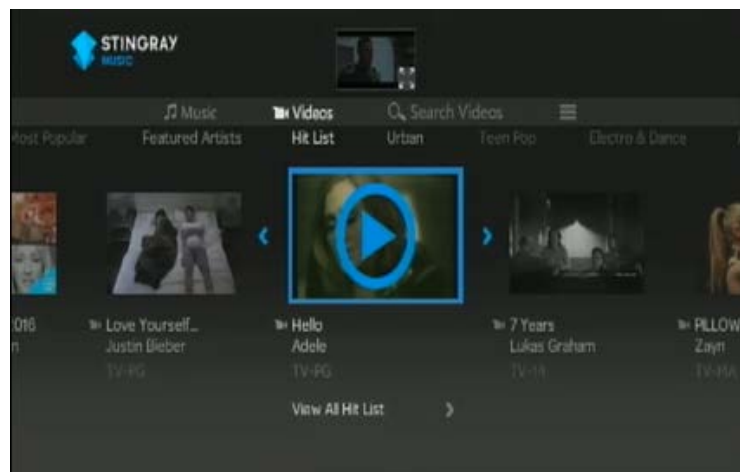 STINGRAY
MUSIC
Music Videos Search Videos
Most Popular Featured Artists Hit List Urban Teen Pop Electro & Dance
2016 Love Yourself... Hello 7 Years PILLOW
Justin Bieber Adele Lukas Graham Zayn
TV-PG TV-PG TV-14 TV-MA
View All Hit List